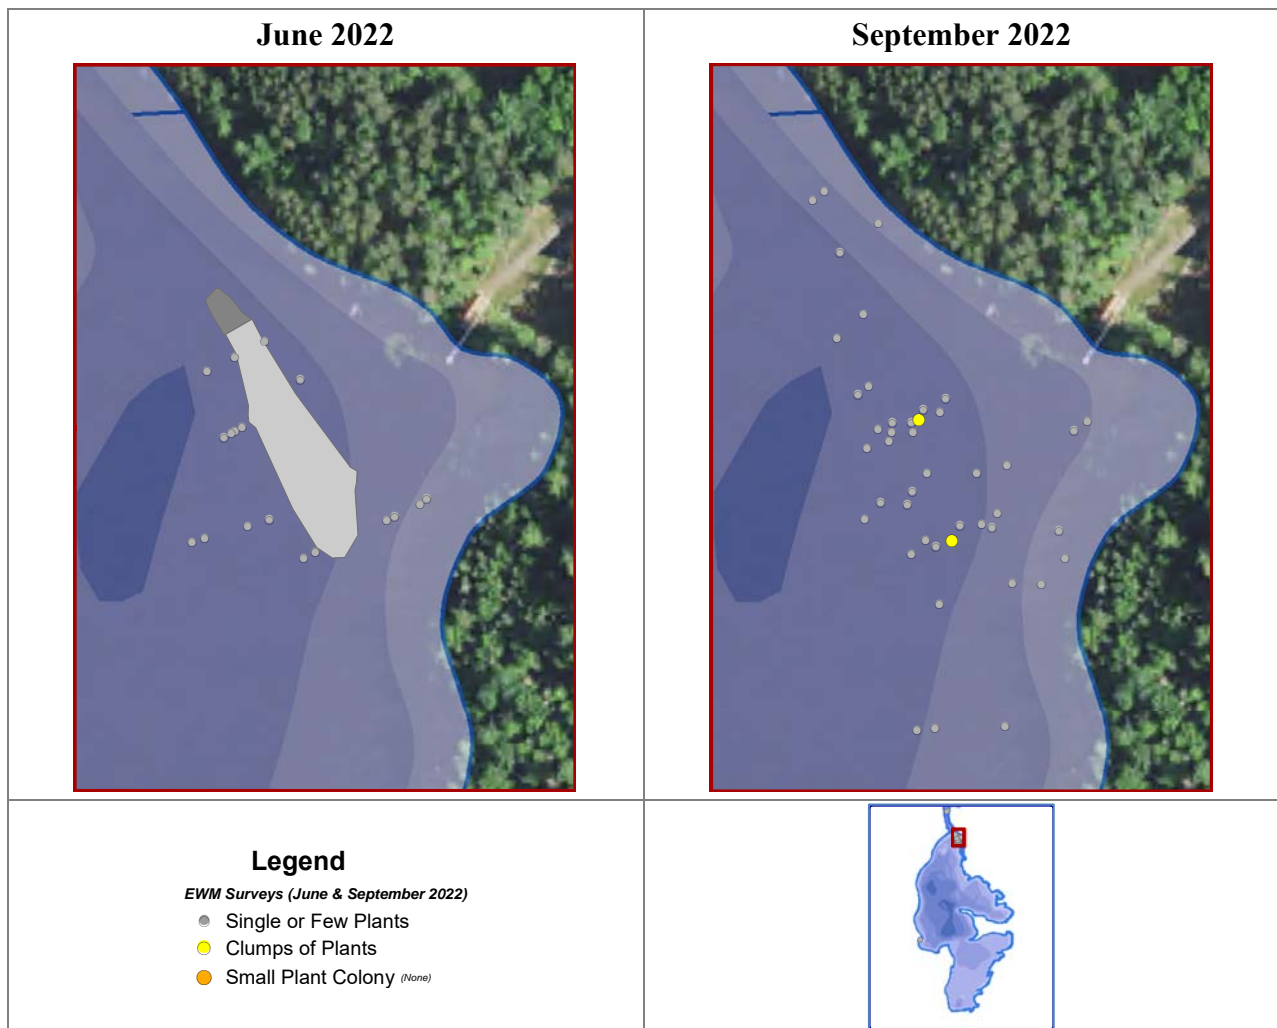 June 2022
September 2022
Legend
EWM Surveys (June & September 2022)
Single or Few Plants
Clumps of Plants
Small Plant Colony (None)